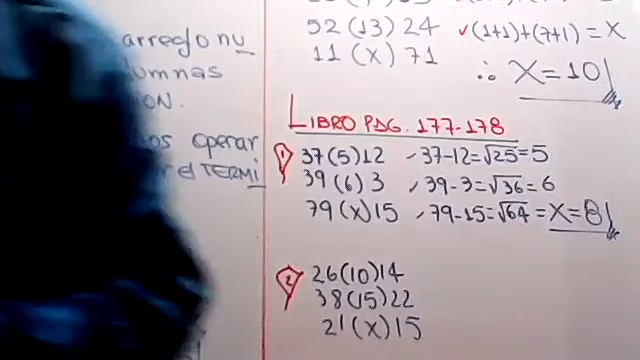 arreglo nu
umnas
ON.
os operar
el TERMI
52 (13) 24 ✓(1+1)+(7+1) = X
11 (X) 71 ∴ X=10
LIBRO PAG. 177-178
1 37(5)12 ✓37-12=√25=5
39(6)3 ✓39-3=√36=6
79(X)15 ✓79-15=√64=X=8
2 26(10)14
38(15)22
21(X)15